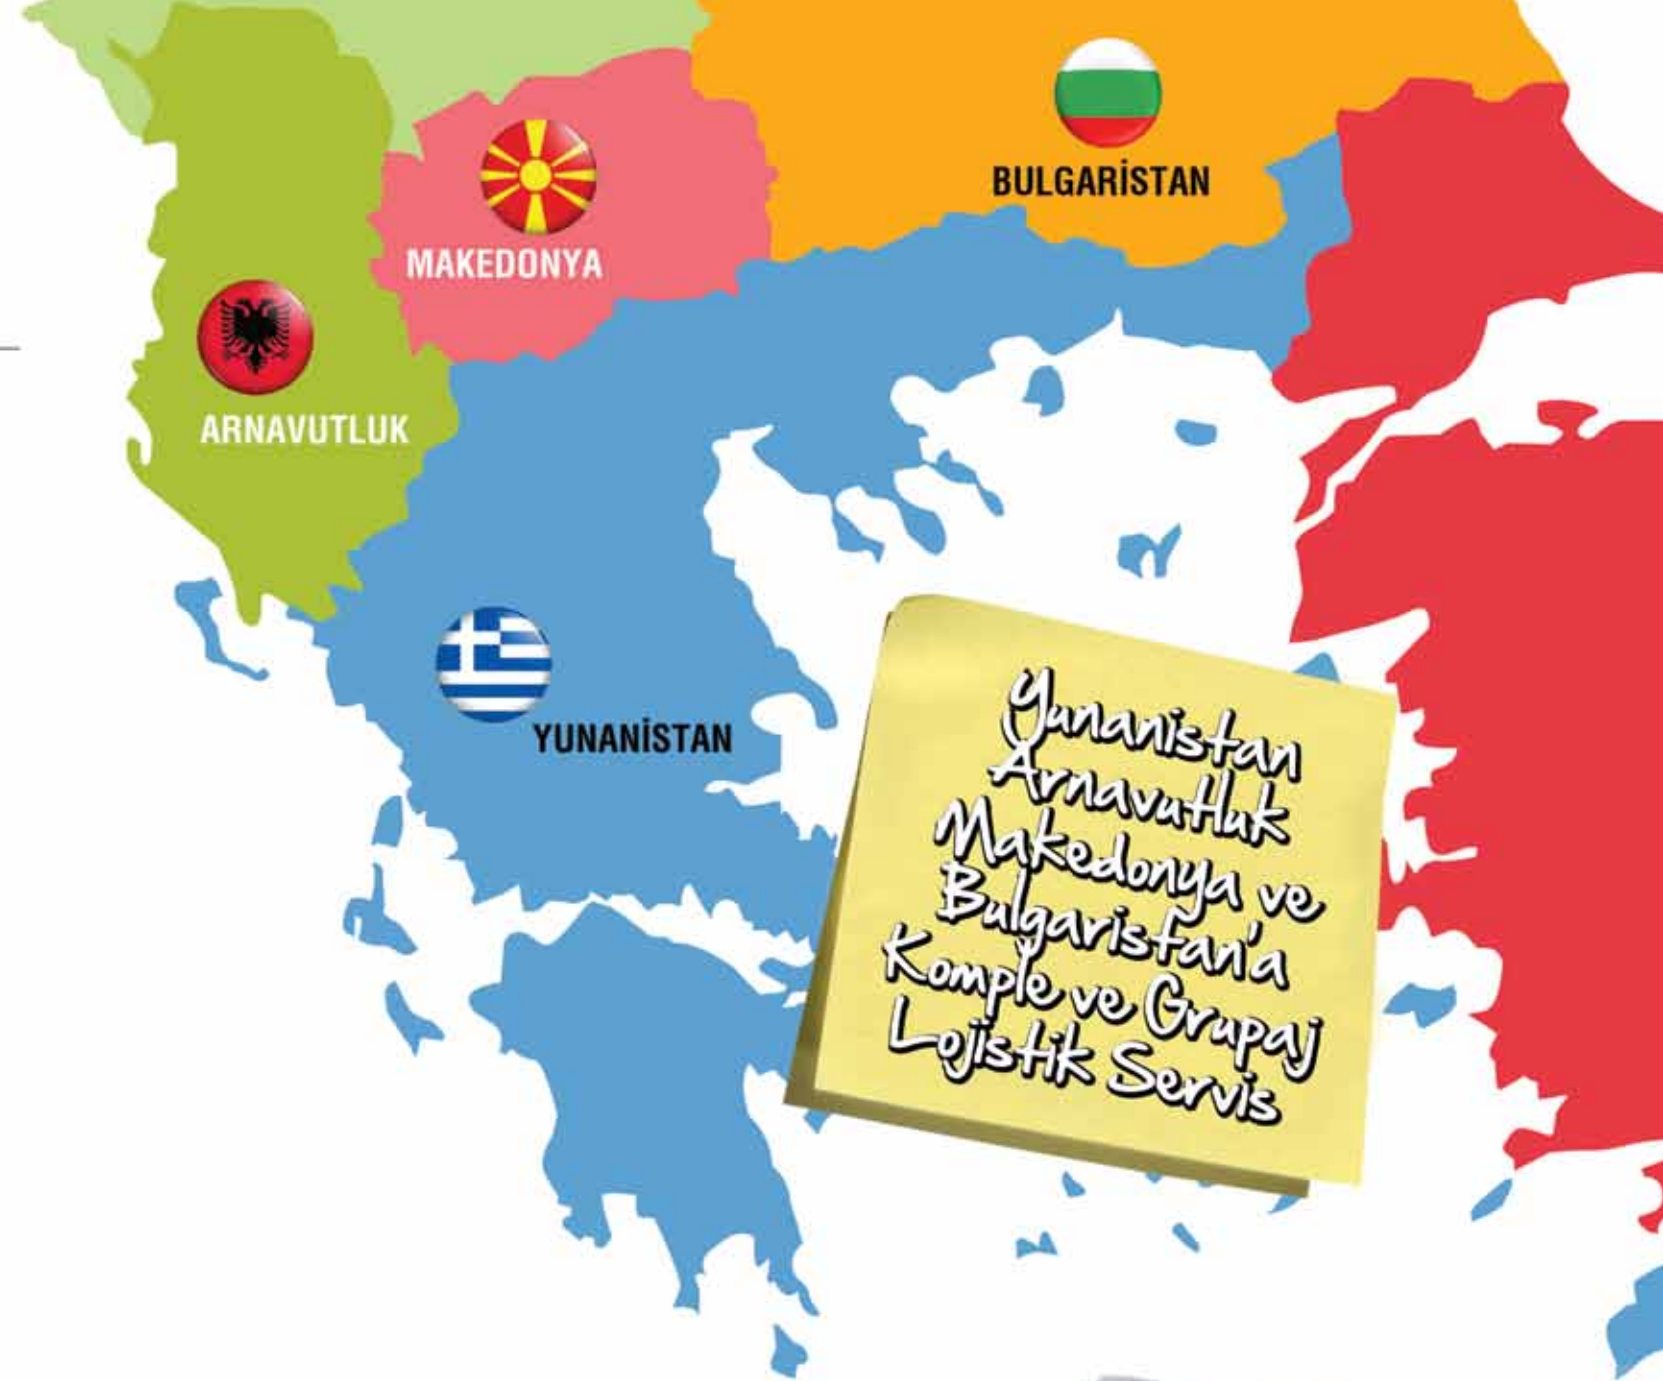 BULGARİSTAN
MAKEDONYA
ARNAVUTLUK
YUNANİSTAN
Yunanistan
Arnavutluk
Makedonya ve
Bulgaristan'a
Komple ve Grupaj
Lojistik Servis